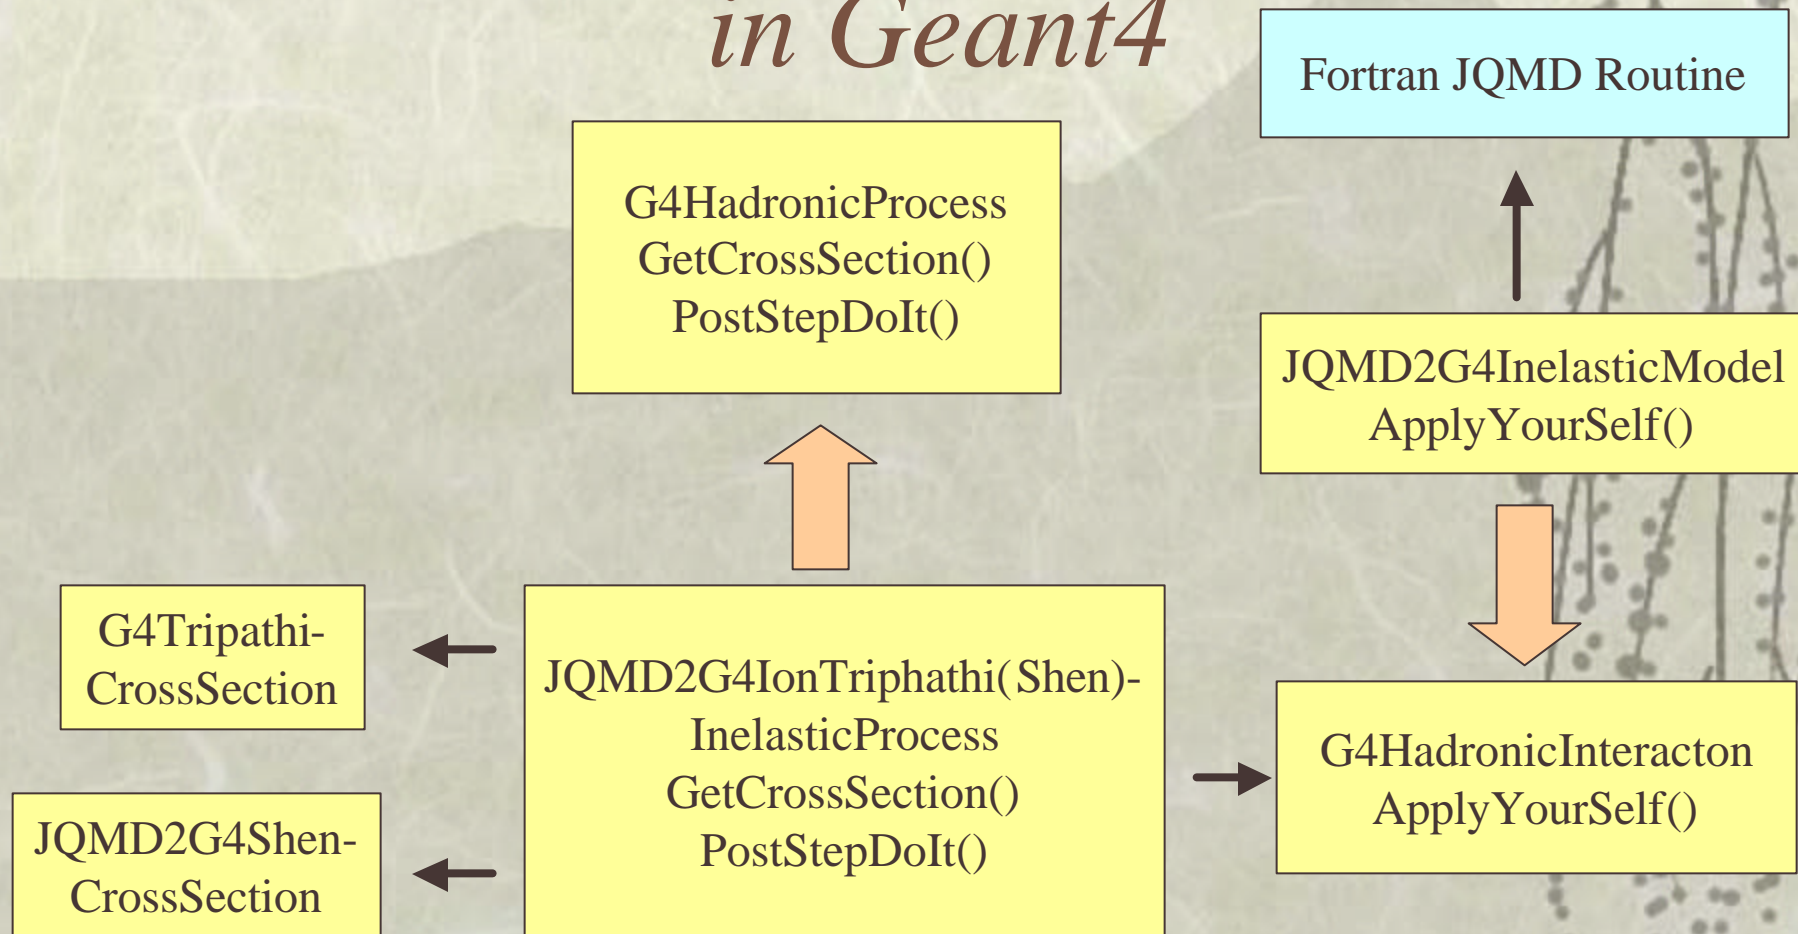 in Geant4
Fortran JQMD Routine
G4HadronicProcess
GetCrossSection()
PostStepDoIt()
JQMD2G4InelasticModel
ApplyYourSelf()
G4Tripathi-
CrossSection
JQMD2G4IonTriphathi(Shen)-
InelasticProcess
GetCrossSection()
PostStepDoIt()
G4HadronicInteracton
ApplyYourSelf()
JQMD2G4Shen-
CrossSection